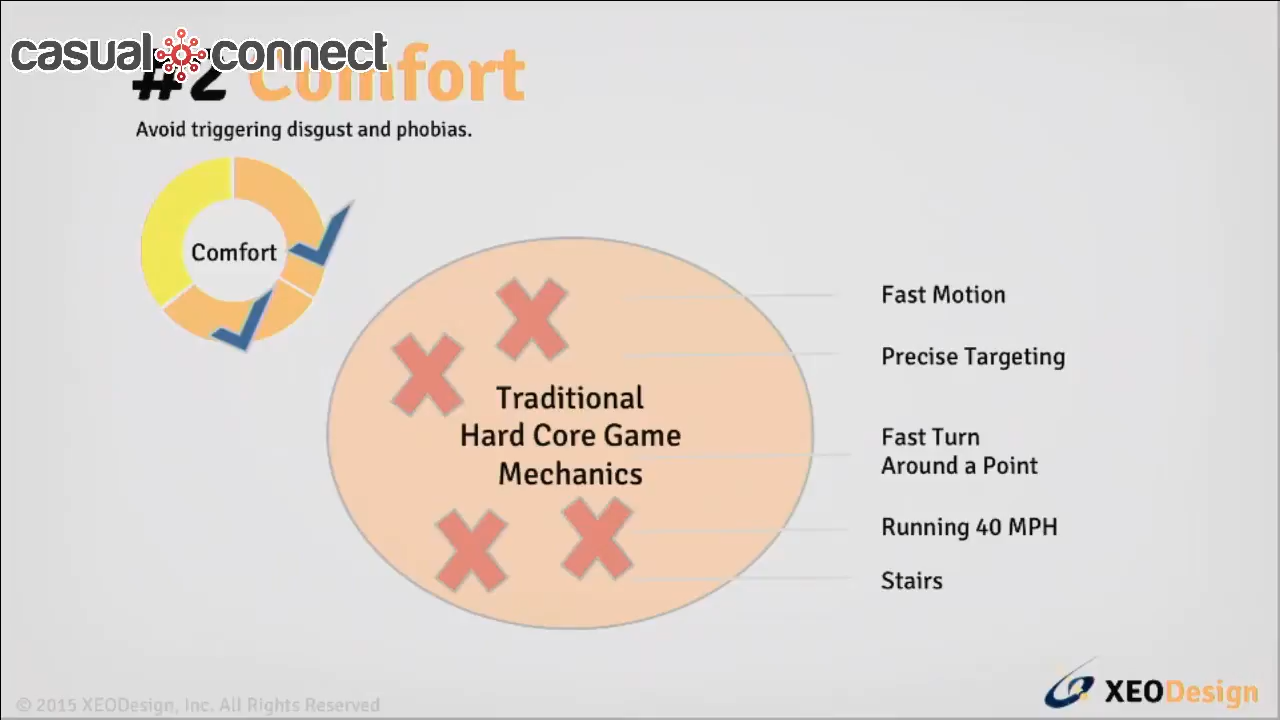 casual connect
#2 Comfort
Avoid triggering disgust and phobias.
Comfort
Traditional
Hard Core Game
Mechanics
Fast Motion
Precise Targeting
Fast Turn
Around a Point
Running 40 MPH
Stairs
© 2015 XEODesign, Inc. All Rights Reserved
XEODesign